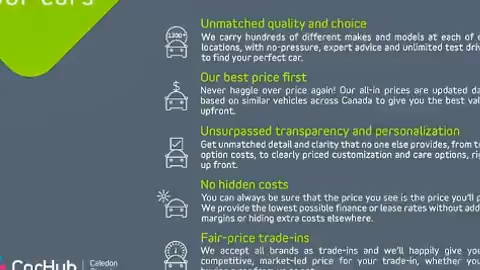 our cars
Unmatched quality and choice
1300+
We carry hundreds of different makes and models at each of
locations, with no-pressure, expert advice and unlimited test
to find your perfect car.
Our best price first
$
Never haggle over price again! Our all-in prices are updated
based on similar vehicles across Canada to give you the best
upfront.
Unsurpassed transparency and personalization
Get unmatched detail and clarity that no one else provides, from
option costs, to clearly priced customization and care options,
up front.
No hidden costs
You can always be sure that the price you see is the price you'll
We provide the lowest possible finance or lease rates without
margins or hiding extra costs elsewhere.
Fair-price trade-ins
We accept all brands as trade-ins and we'll happily give
competitive, market-led price for your trade-in, whether
CarHub
Caledon